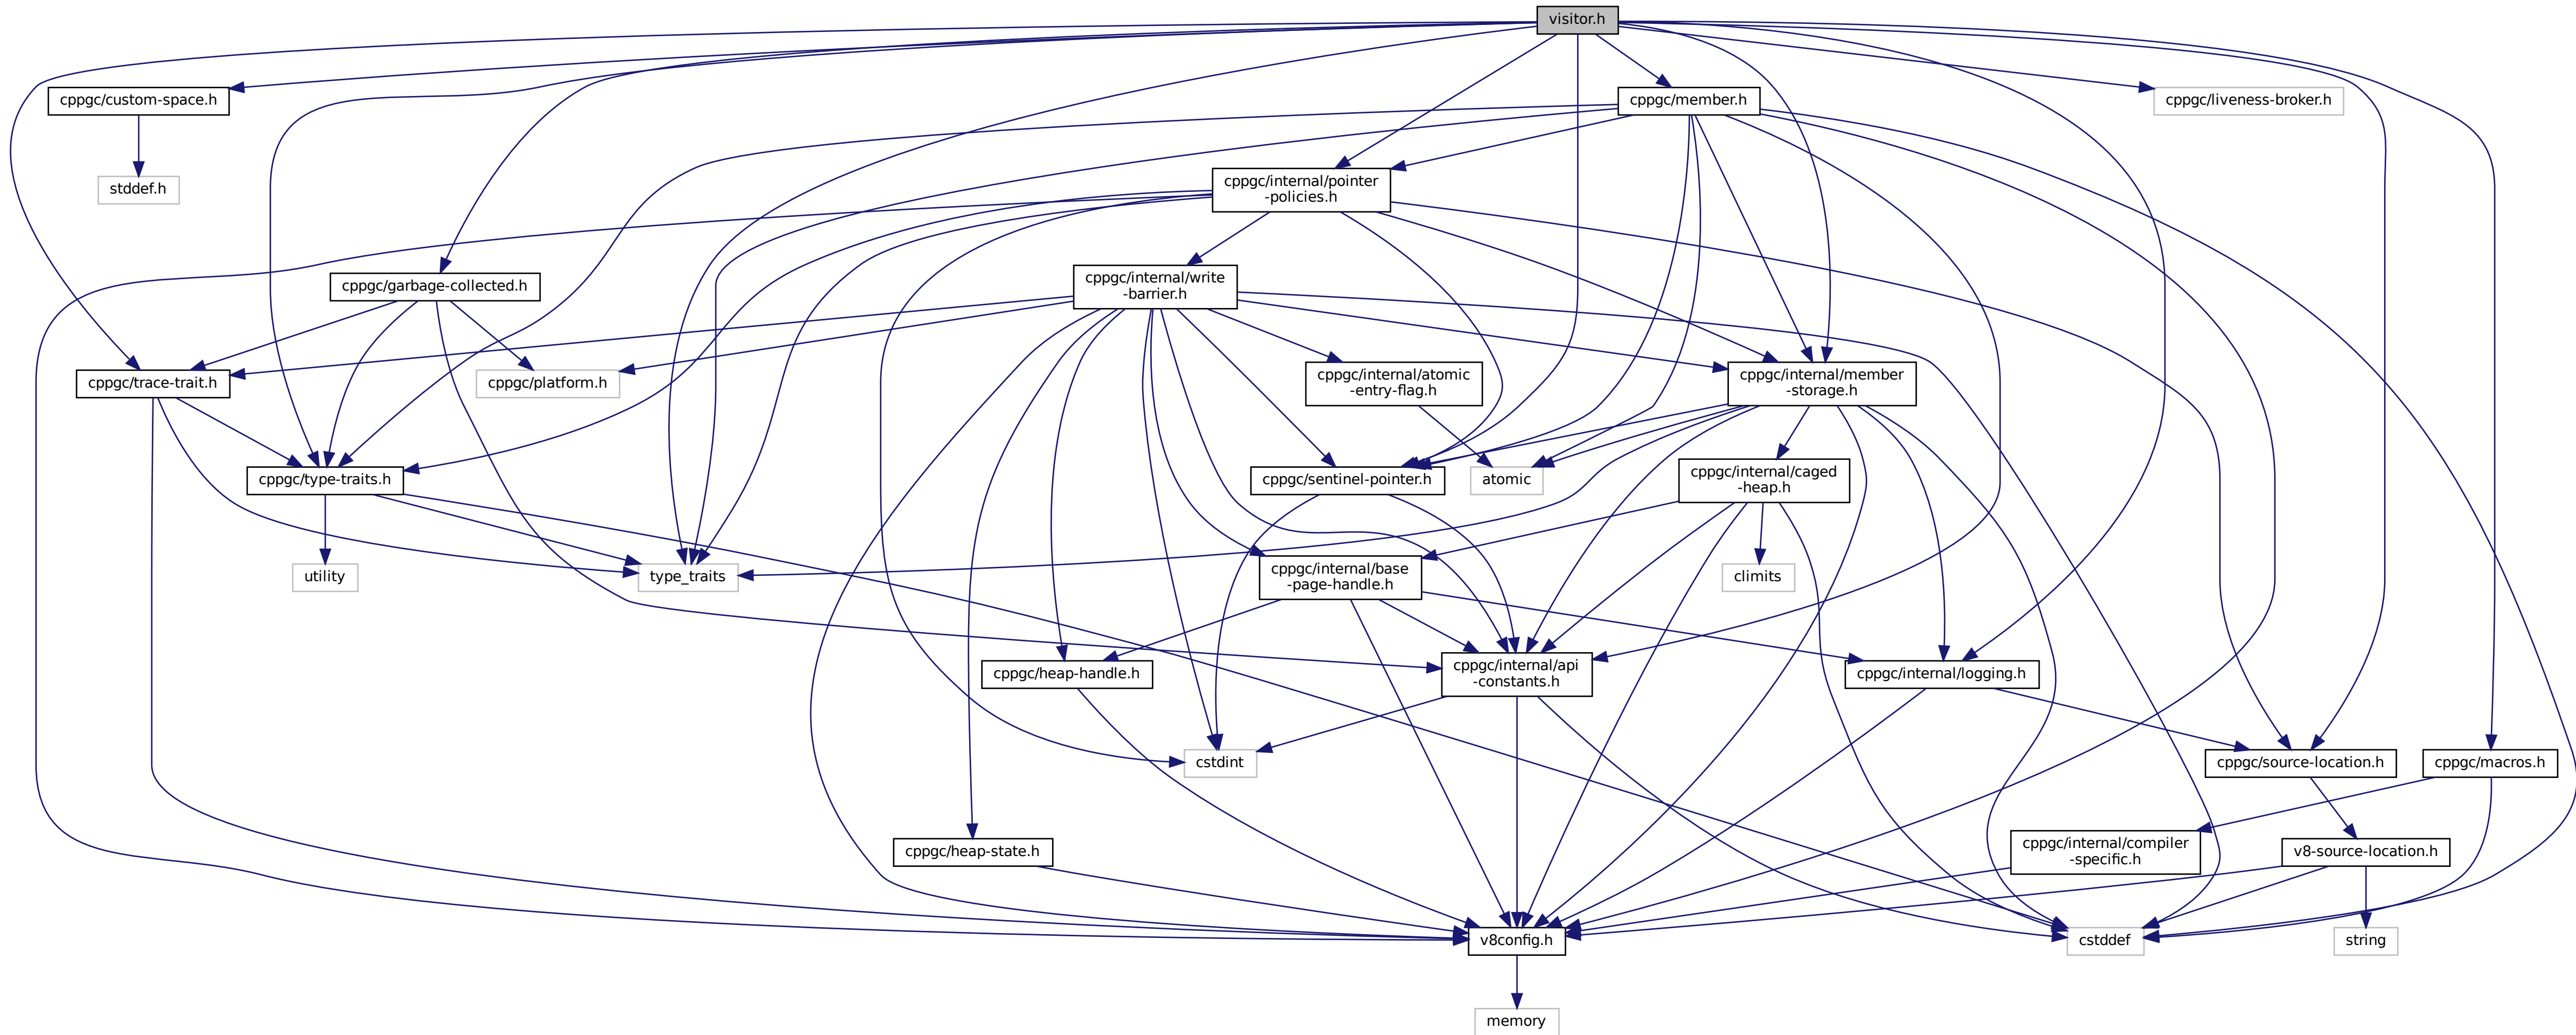 visitor.h
cppgc/custom-space.h
cppgc/member.h
cppgc/liveness-broker.h
stddef.h
cppgc/internal/pointer
-policies.h
cppgc/garbage-collected.h
cppgc/internal/write
-barrier.h
cppgc/trace-trait.h
cppgc/platform.h
cppgc/internal/atomic
-entry-flag.h
cppgc/internal/member
-storage.h
cppgc/type-traits.h
cppgc/sentinel-pointer.h
atomic
cppgc/internal/caged
-heap.h
utility
type_traits
cppgc/internal/base
-page-handle.h
climits
cppgc/heap-handle.h
cppgc/internal/api
-constants.h
cppgc/internal/logging.h
cstdint
cppgc/source-location.h
cppgc/macros.h
cppgc/heap-state.h
cppgc/internal/compiler
-specific.h
v8-source-location.h
v8config.h
cstddef
string
memory